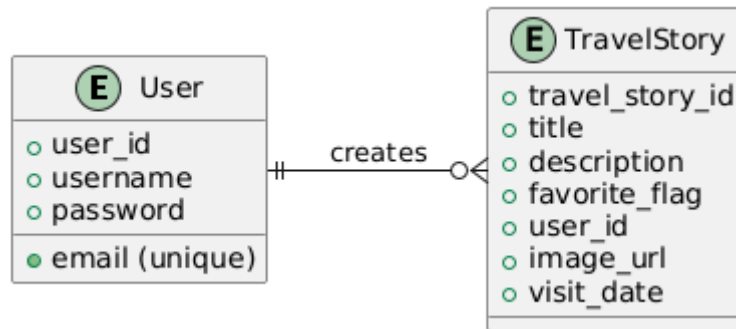 E User
user_id
username
password
email (unique)
creates
E TravelStory
travel_story_id
title
description
favorite_flag
user_id
image_url
visit_date